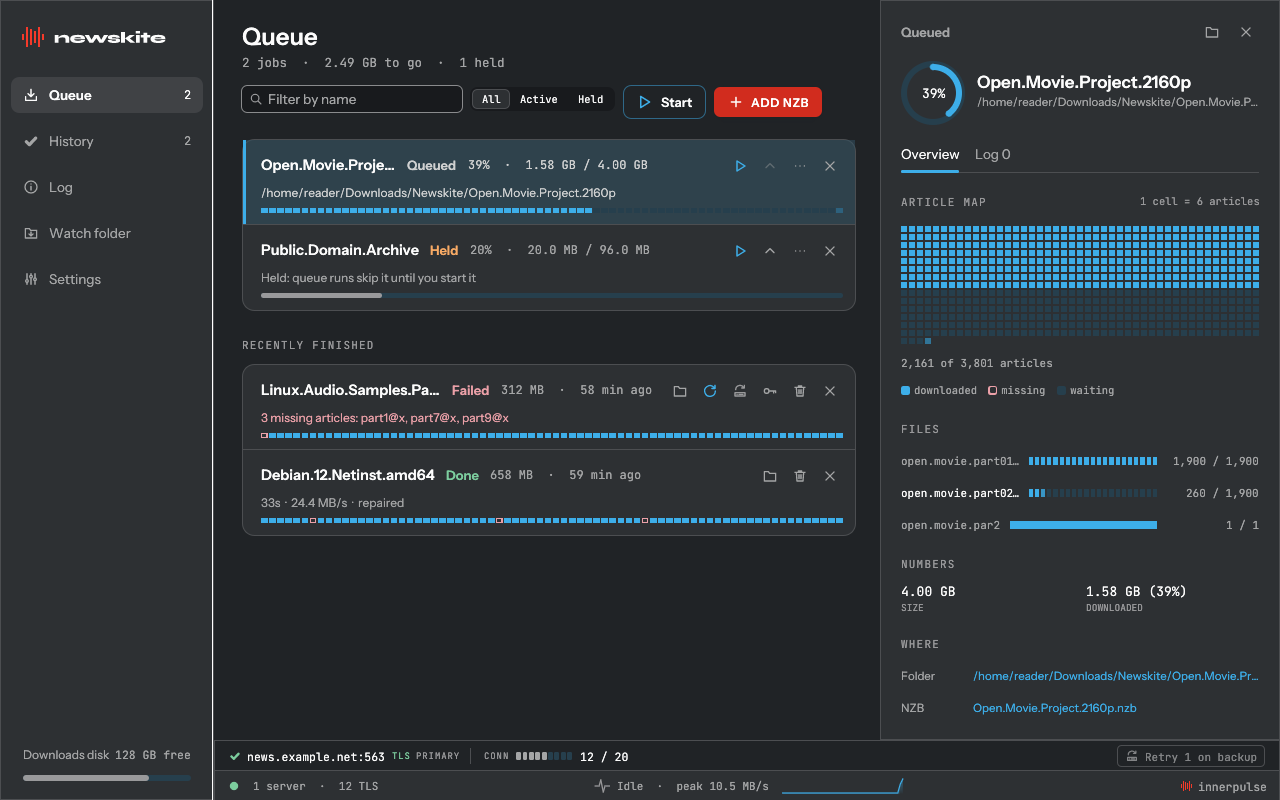 newskite
Queue 2
History 2
Log
Watch folder
Settings
Downloads disk 128 GB free
Queue
2 jobs · 2.49 GB to go · 1 held
Filter by name
All Active Held
Start
ADD NZB
Open.Movie.Proje… Queued 39% · 1.58 GB / 4.00 GB
/home/reader/Downloads/Newskite/Open.Movie.Project.2160p
Public.Domain.Archive Held 20% · 20.0 MB / 96.0 MB
Held: queue runs skip it until you start it
RECENTLY FINISHED
Linux.Audio.Samples.Pa… Failed 312 MB · 58 min ago
3 missing articles: part1@x, part7@x, part9@x
Debian.12.Netinst.amd64 Done 658 MB · 59 min ago
33s · 24.4 MB/s · repaired
Queued
39%
Open.Movie.Project.2160p
/home/reader/Downloads/Newskite/Open.Movie.P…
Overview Log 0
ARTICLE MAP 1 cell = 6 articles
2,161 of 3,801 articles
downloaded missing waiting
FILES
open.movie.part01… 1,900 / 1,900
open.movie.part02… 260 / 1,900
open.movie.par2 1 / 1
NUMBERS
4.00 GB 1.58 GB (39%)
SIZE DOWNLOADED
WHERE
Folder /home/reader/Downloads/Newskite/Open.Movie.Pr…
NZB Open.Movie.Project.2160p.nzb
news.example.net:563 TLS PRIMARY CONN 12 / 20
Retry 1 on backup
1 server · 12 TLS
Idle · peak 10.5 MB/s
innerpulse